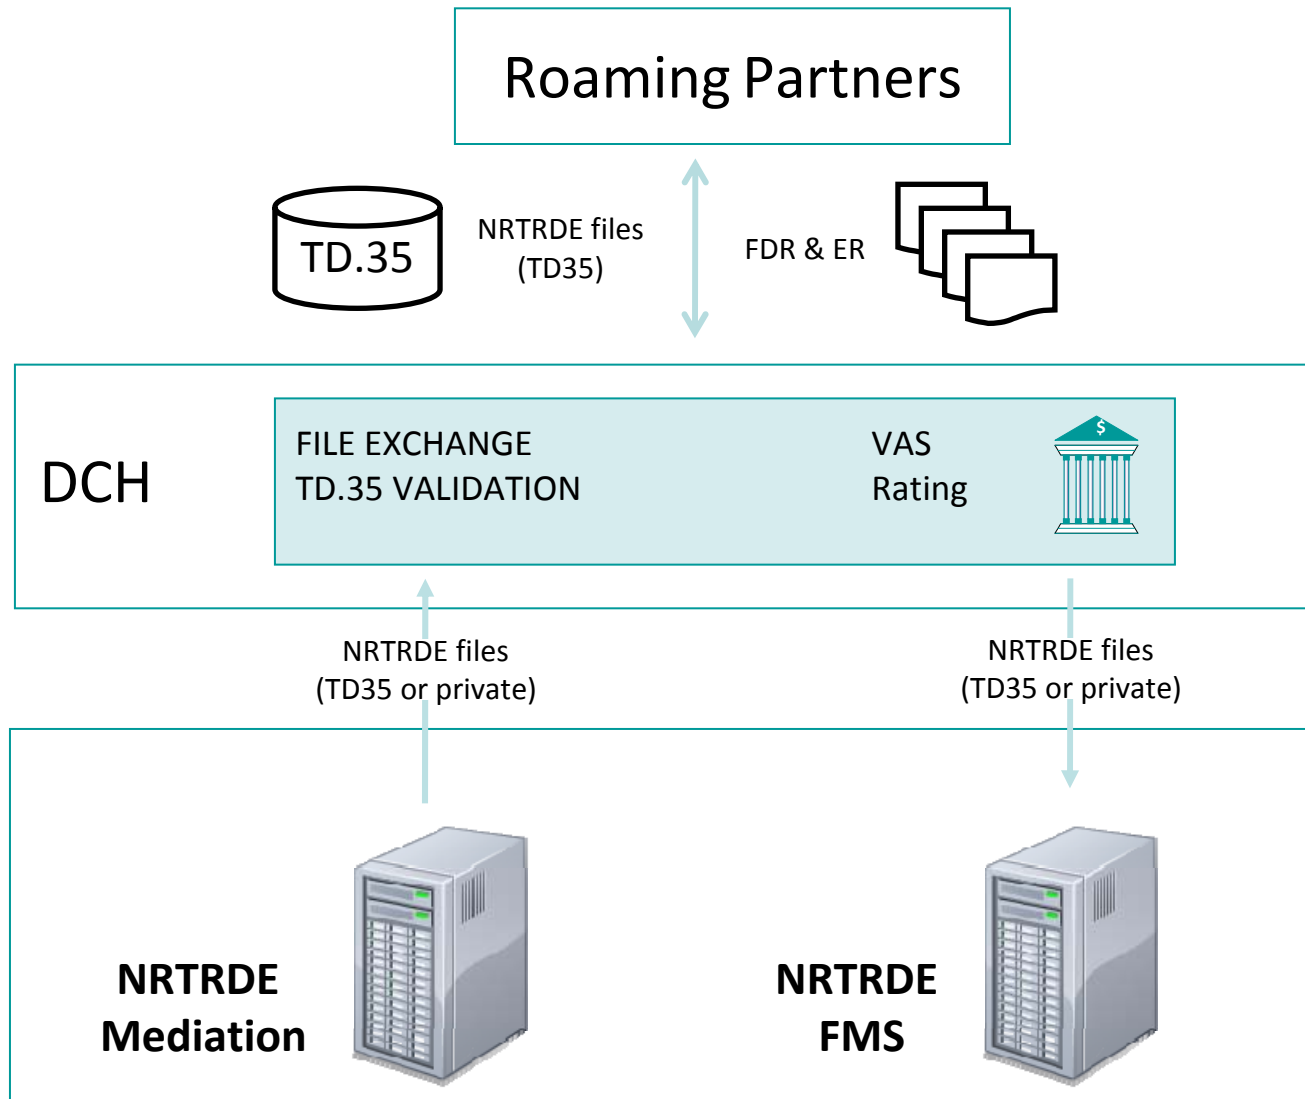 Roaming Partners
TD.35
NRTRDE files
(TD35)
FDR & ER
DCH
FILE EXCHANGE
TD.35 VALIDATION
VAS
Rating
$
NRTRDE files
(TD35 or private)
NRTRDE files
(TD35 or private)
NRTRDE
Mediation
NRTRDE
FMS